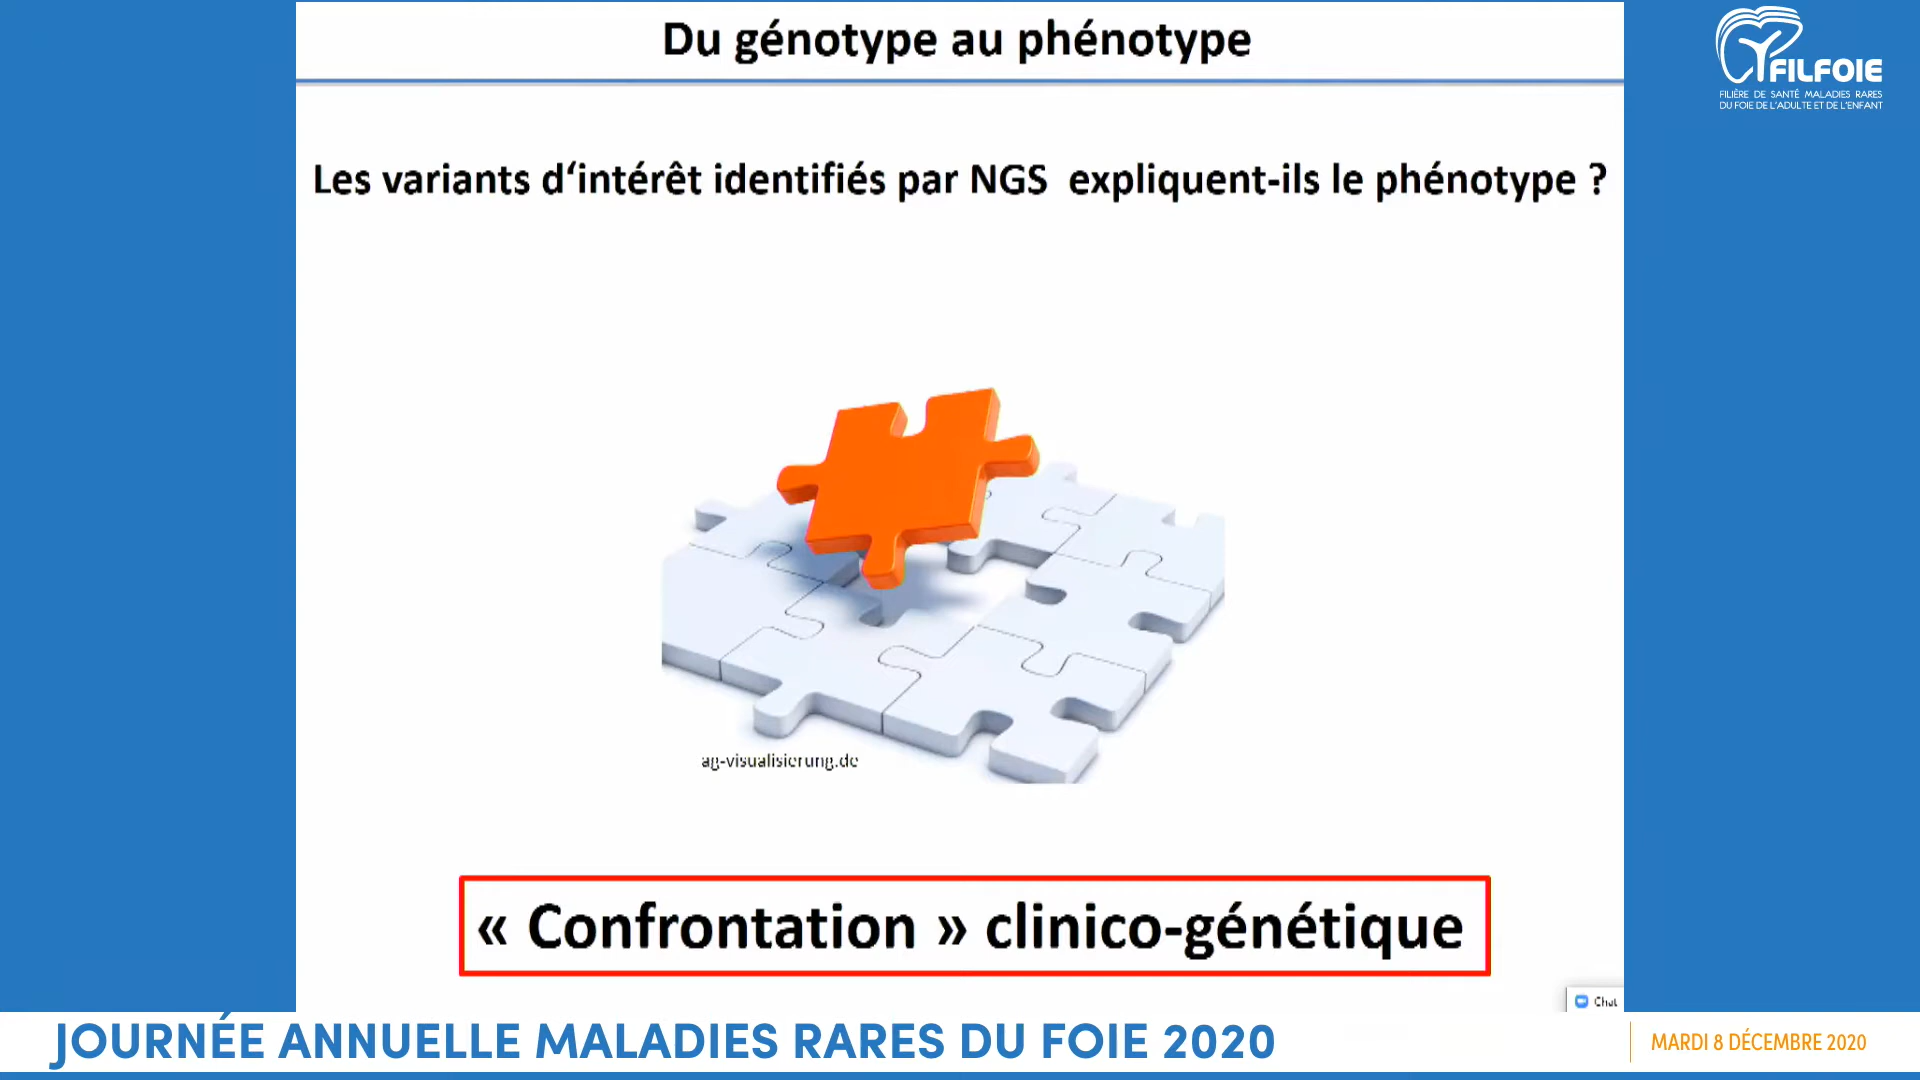 Du génotype au phénotype
FILFOIE
FILIÈRE DE SANTÉ MALADIES RARES
DU FOIE DE L'ADULTE ET DE L'ENFANT
Les variants d‘intérêt identifiés par NGS expliquent-ils le phénotype ?
ag-visualisierung.de
« Confrontation » clinico-génétique
Chat
JOURNÉE ANNUELLE MALADIES RARES DU FOIE 2020
MARDI 8 DÉCEMBRE 2020